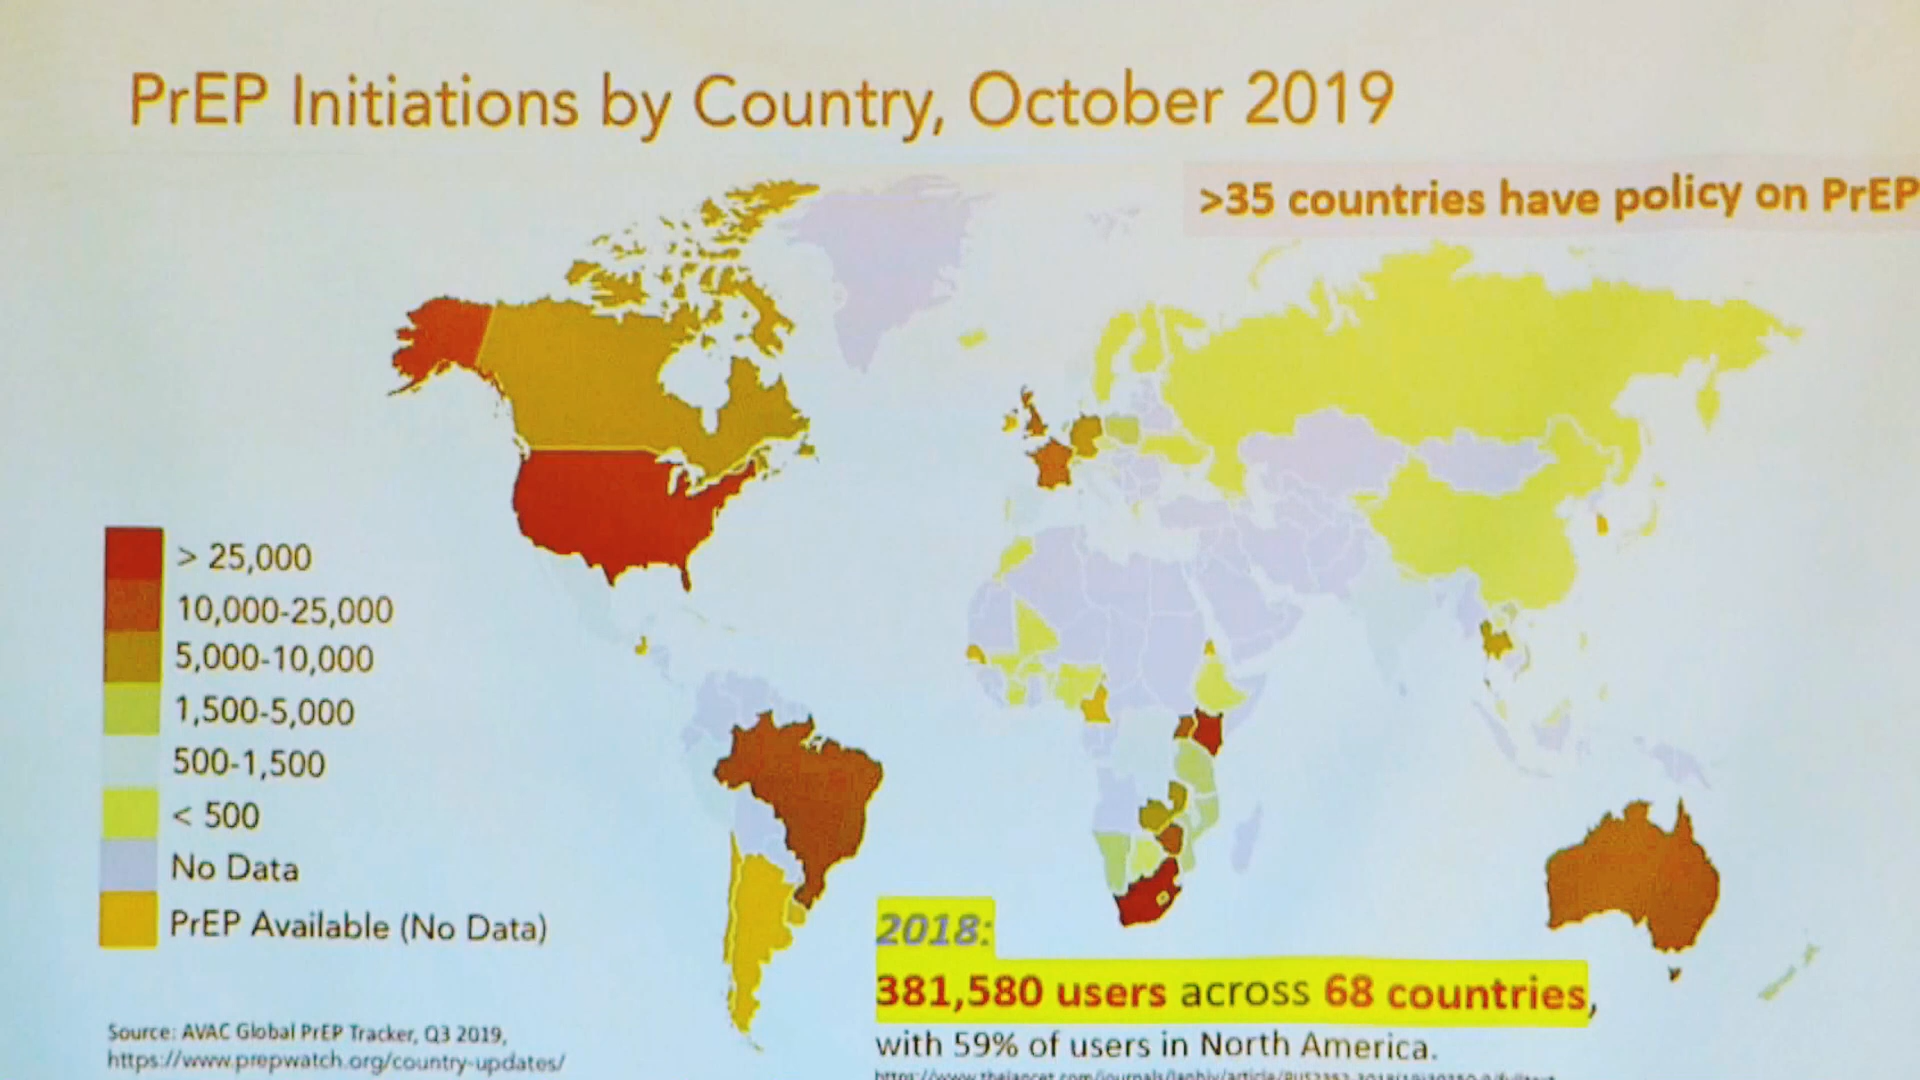 PrEP Initiations by Country, October 2019
>35 countries have policy on PrEP
> 25,000
10,000-25,000
5,000-10,000
1,500-5,000
500-1,500
< 500
No Data
PrEP Available (No Data)
2018:
381,580 users across 68 countries,
with 59% of users in North America.
Source: AVAC Global PrEP Tracker, Q3 2019,
https://www.prepwatch.org/country-updates/